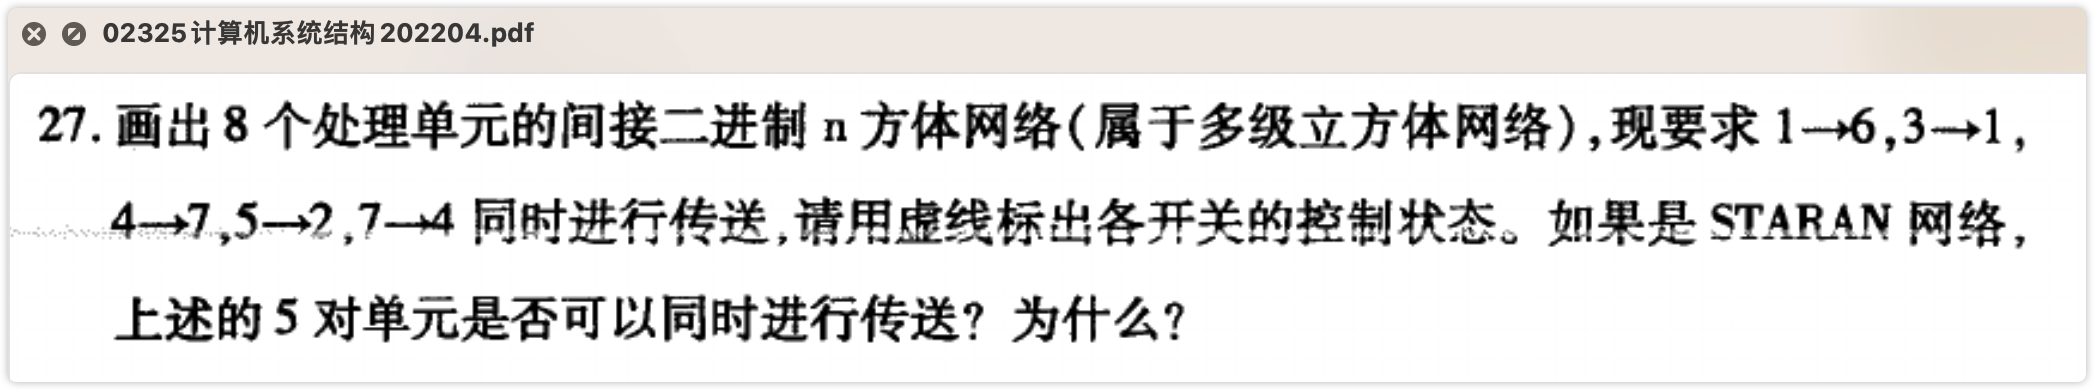 02325计算机系统结构202204.pdf
27. 画出8个处理单元的间接二进制n方体网络(属于多级立方体网络),现要求1→6,3→1,
4→7,5→2,7→4同时进行传送,请用虚线标出各开关的控制状态。如果是STARAN网络,
上述的5对单元是否可以同时进行传送? 为什么?